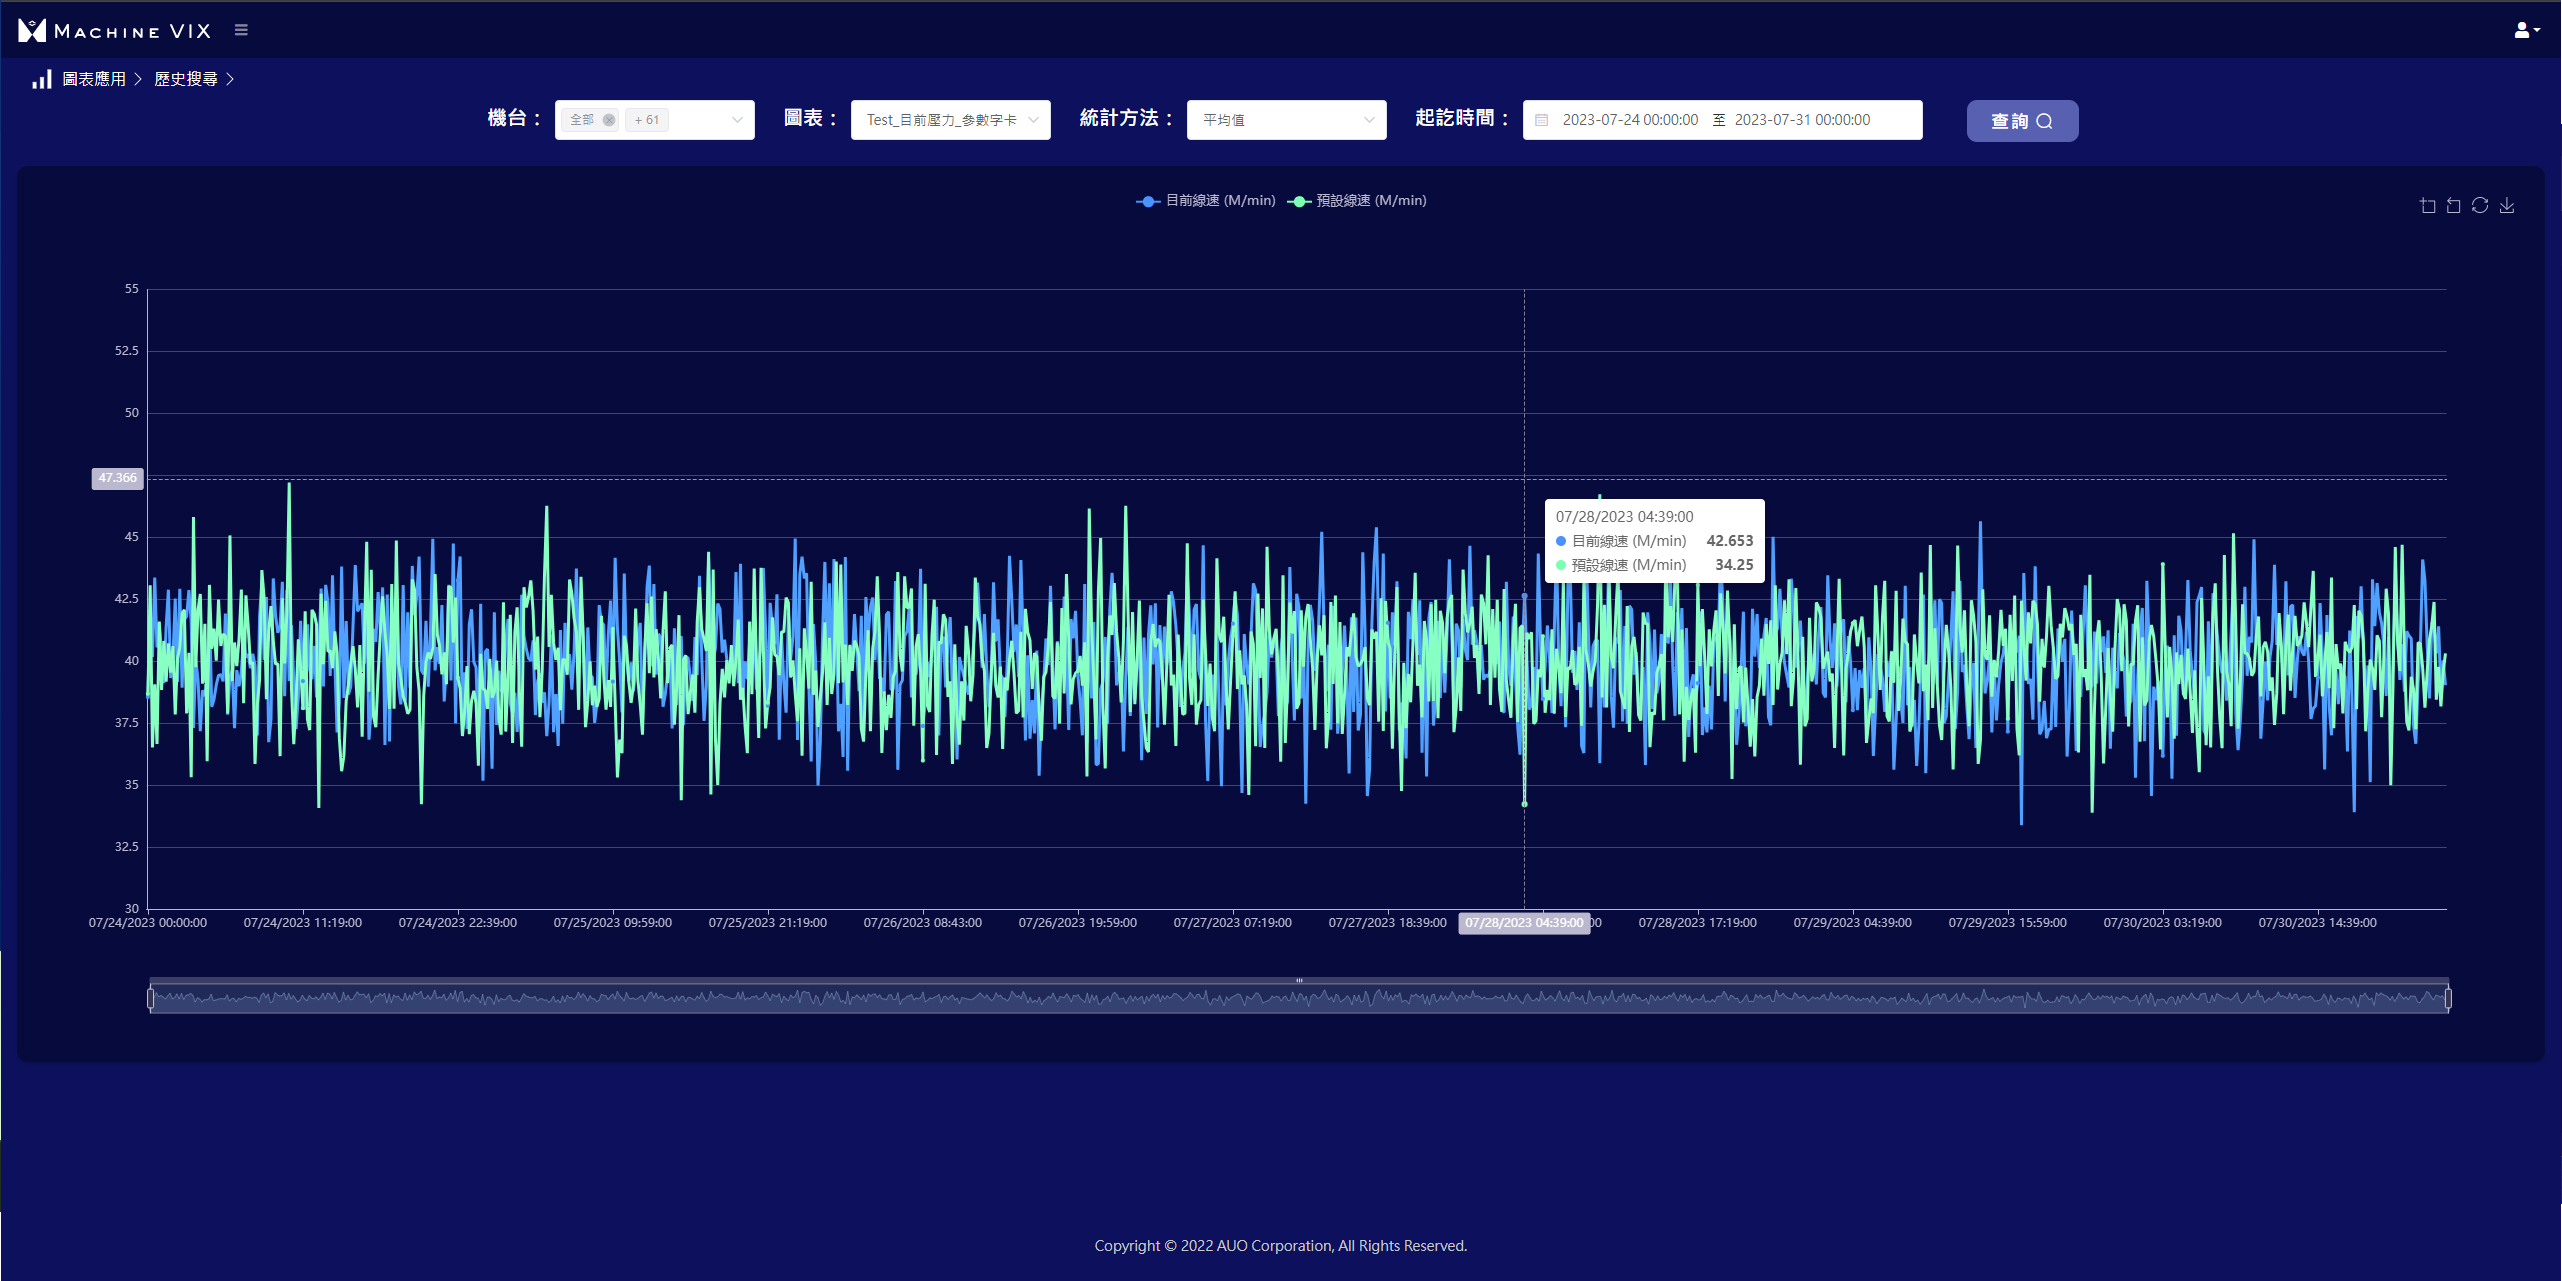 MACHINE VIX
圖表應用 歷史搜尋
機台： 全部 + 61 圖表： Test_目前壓力_多數字卡 統計方法： 平均值 起訖時間： 2023-07-24 00:00:00 至 2023-07-31 00:00:00 查詢
目前線速 (M/min) 預設線速 (M/min)
55
52.5
50
47.366
45
42.5
40
37.5
35
32.5
30
07/28/2023 04:39:00
目前線速 (M/min) 42.653
預設線速 (M/min) 34.25
07/24/2023 00:00:00 07/24/2023 11:19:00 07/24/2023 22:39:00 07/25/2023 09:59:00 07/25/2023 21:19:00 07/26/2023 08:43:00 07/26/2023 19:59:00 07/27/2023 07:19:00 07/27/2023 18:39:00 07/28/2023 04:39:00 07/28/2023 17:19:00 07/29/2023 04:39:00 07/29/2023 15:59:00 07/30/2023 03:19:00 07/30/2023 14:39:00
Copyright © 2022 AUO Corporation, All Rights Reserved.